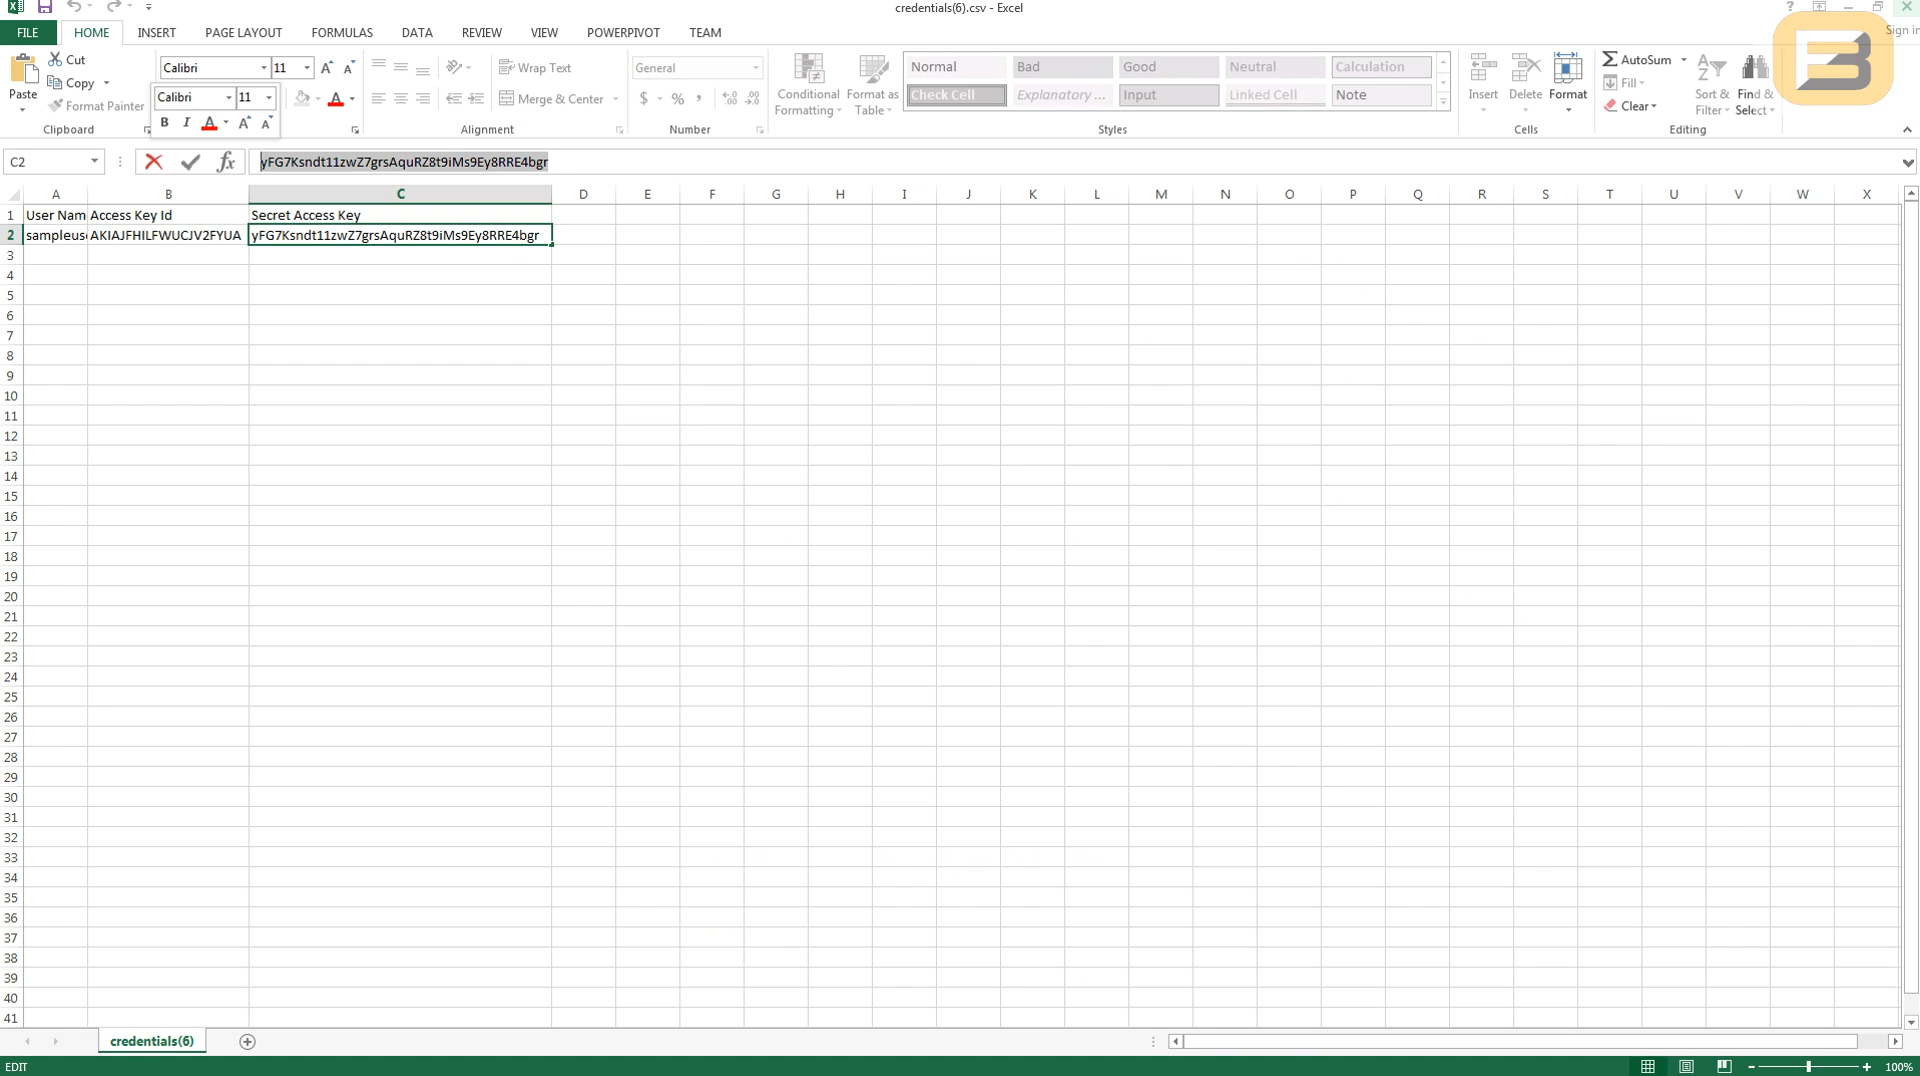 credentials(6).csv - Excel
Sign in
FILE HOME INSERT PAGE LAYOUT FORMULAS DATA REVIEW VIEW POWERPIVOT TEAM
Paste
Cut
Copy
Format Painter
Clipboard
Calibri 11
Calibri 11
B I A
Wrap Text
Merge & Center
Alignment
General
$ % ,
Number
Conditional Formatting
Format as Table
Normal Bad Good Neutral Calculation
Check Cell Explanatory ... Input Linked Cell Note
Styles
Insert Delete Format
Cells
AutoSum
Fill
Clear
Sort & Filter
Find & Select
Editing
C2
fx
yFG7Ksndt11zwZ7grsAquRZ8t9iMs9Ey8RRE4bgr
A B C D E F G H I J K L M N O P Q R S T U V W X
1 User Nam Access Key Id Secret Access Key
2 sampleuse AKIAJFHILFWUCJV2FYUA yFG7Ksndt11zwZ7grsAquRZ8t9iMs9Ey8RRE4bgr
3
4
5
6
7
8
9
10
11
12
13
14
15
16
17
18
19
20
21
22
23
24
25
26
27
28
29
30
31
32
33
34
35
36
37
38
39
40
41
credentials(6)
EDIT
100%